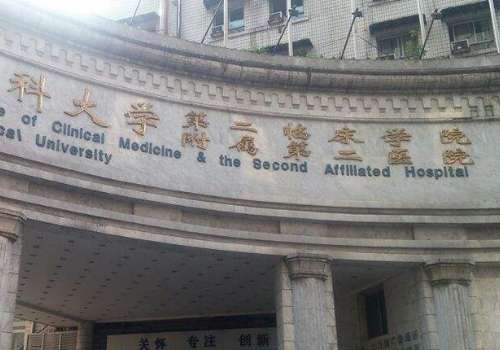 科大学 第二临床学院
附属第二医院
e of Clinical Medicine & the Second Affiliated Hospital
cal University
关怀 专注 创新